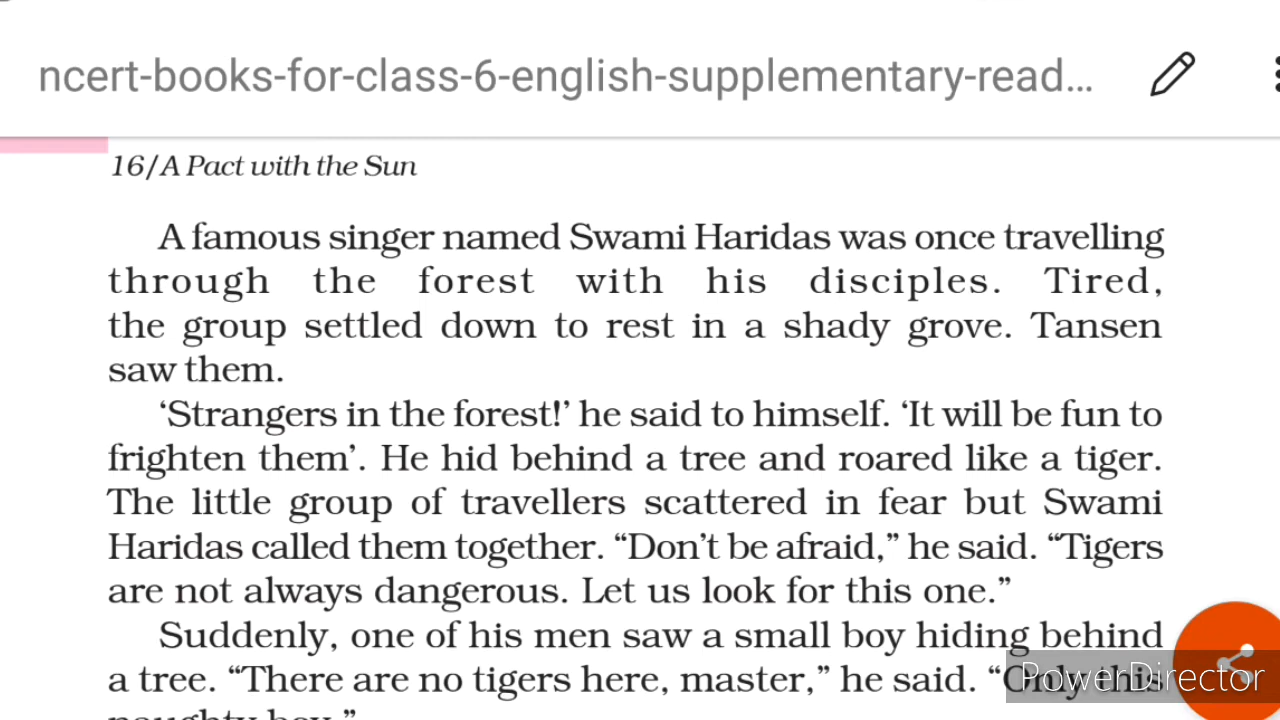 ncert-books-for-class-6-english-supplementary-read...
16/A Pact with the Sun
A famous singer named Swami Haridas was once travelling
through the forest with his disciples. Tired,
the group settled down to rest in a shady grove. Tansen
saw them.
‘Strangers in the forest!’ he said to himself. ‘It will be fun to
frighten them’. He hid behind a tree and roared like a tiger.
The little group of travellers scattered in fear but Swami
Haridas called them together. “Don’t be afraid,” he said. “Tigers
are not always dangerous. Let us look for this one.”
Suddenly, one of his men saw a small boy hiding behind
a tree. “There are no tigers here, master,” he said. “Only this
naughty boy.”
PowerDirector